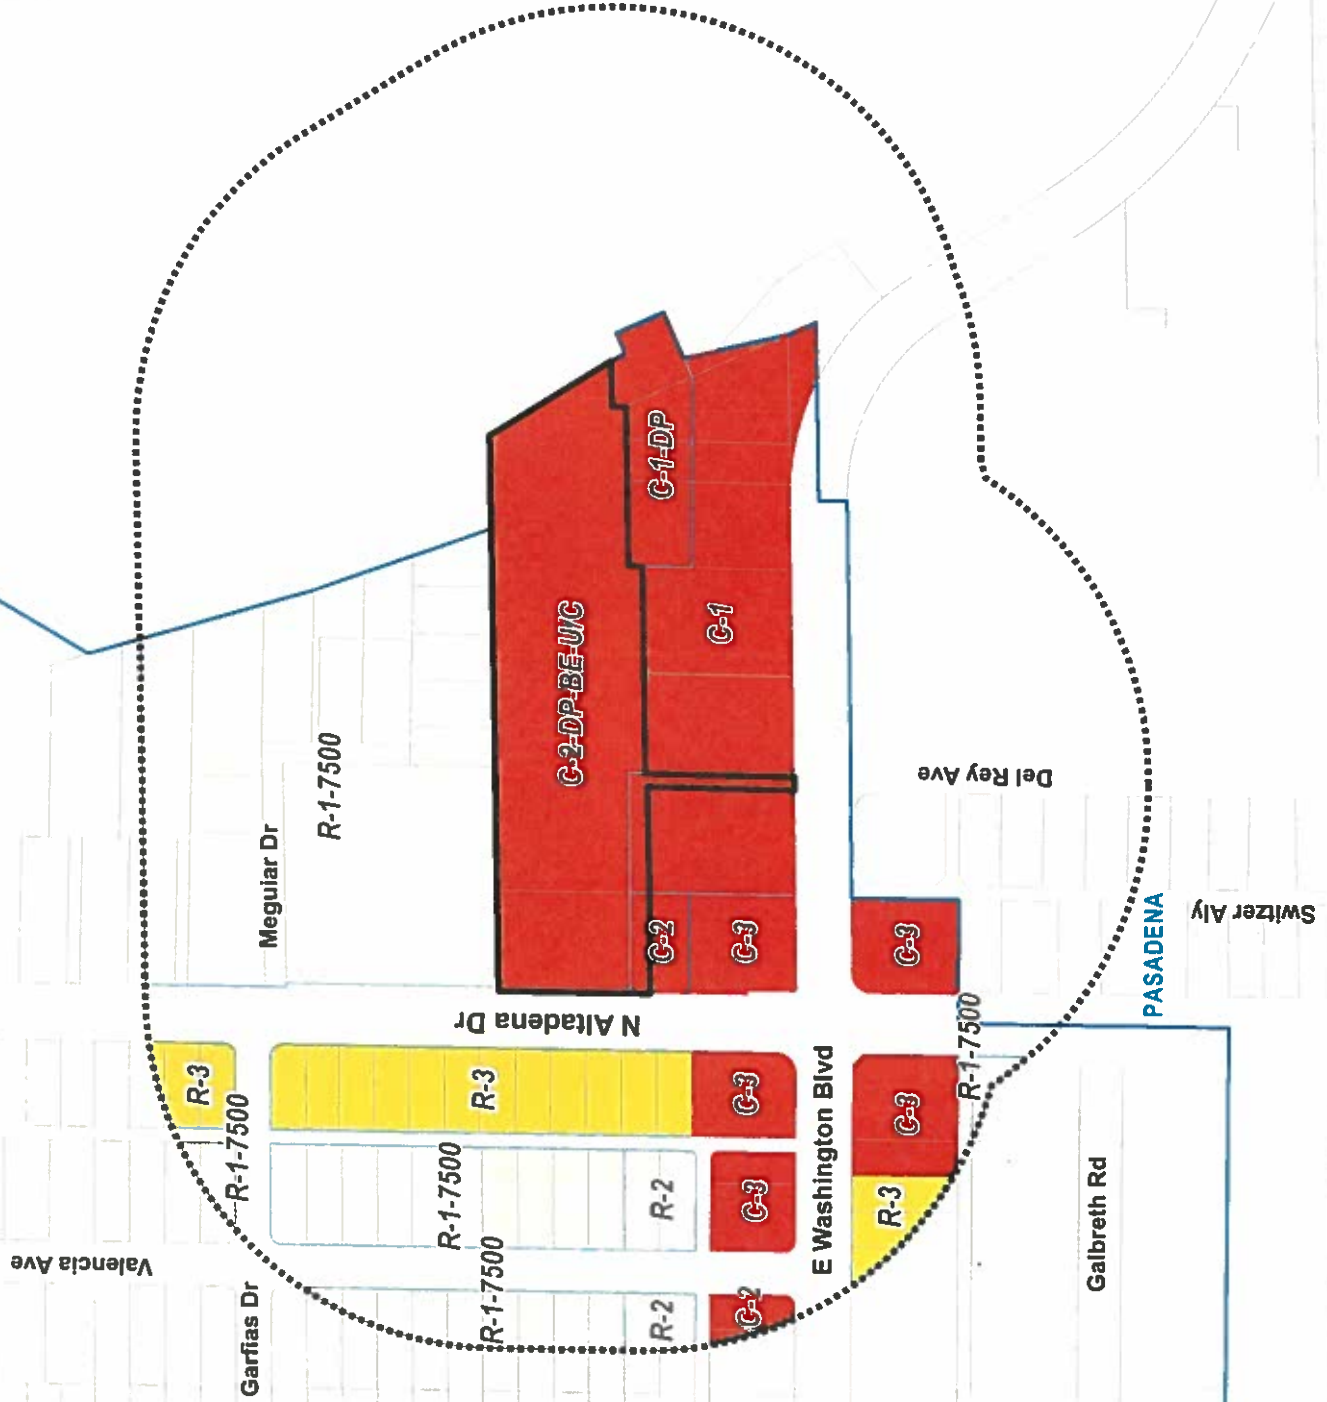 C-1-DP
C-2-DP-BE-U/C
C-1
R-1-7500
Del Rey Ave
Meguiar Dr
C-2
C-3
C-3
Switzer Aly
PASADENA
N Altadena Dr
R-1-7500
R-3
R-3
C-3
C-3
E Washington Blvd
R-1-7500
R-1-7500
R-2
C-3
R-3
Galbreth Rd
Valencia Ave
Garfias Dr
R-1-7500
R-2
C-2